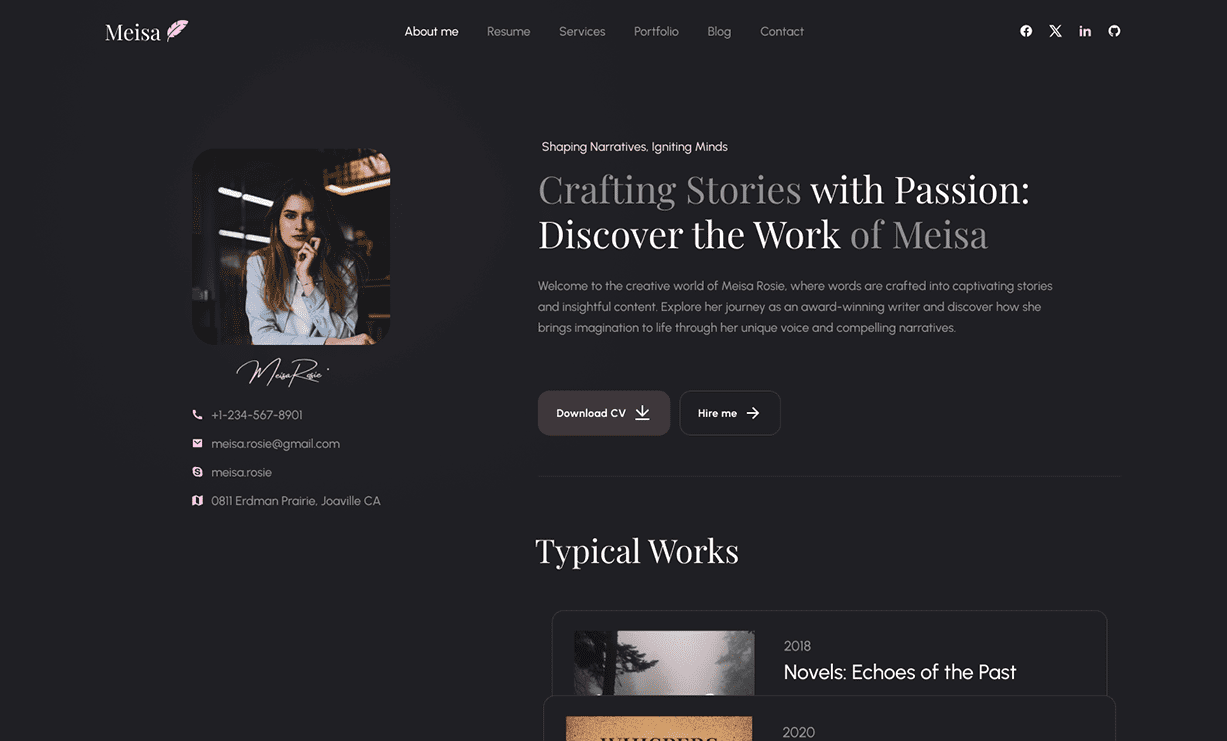 Meisa
About me
Resume
Services
Portfolio
Blog
Contact
Shaping Narratives, Igniting Minds
Crafting Stories with Passion:
Discover the Work of Meisa
Welcome to the creative world of Meisa Rosie, where words are crafted into captivating stories
and insightful content. Explore her journey as an award-winning writer and discover how she
brings imagination to life through her unique voice and compelling narratives.
Download CV
Hire me
MeisaRosie
+1-234-567-8901
meisa.rosie@gmail.com
meisa.rosie
0811 Erdman Prairie, Joaville CA
Typical Works
2018
Novels: Echoes of the Past
WHISPERS
2020